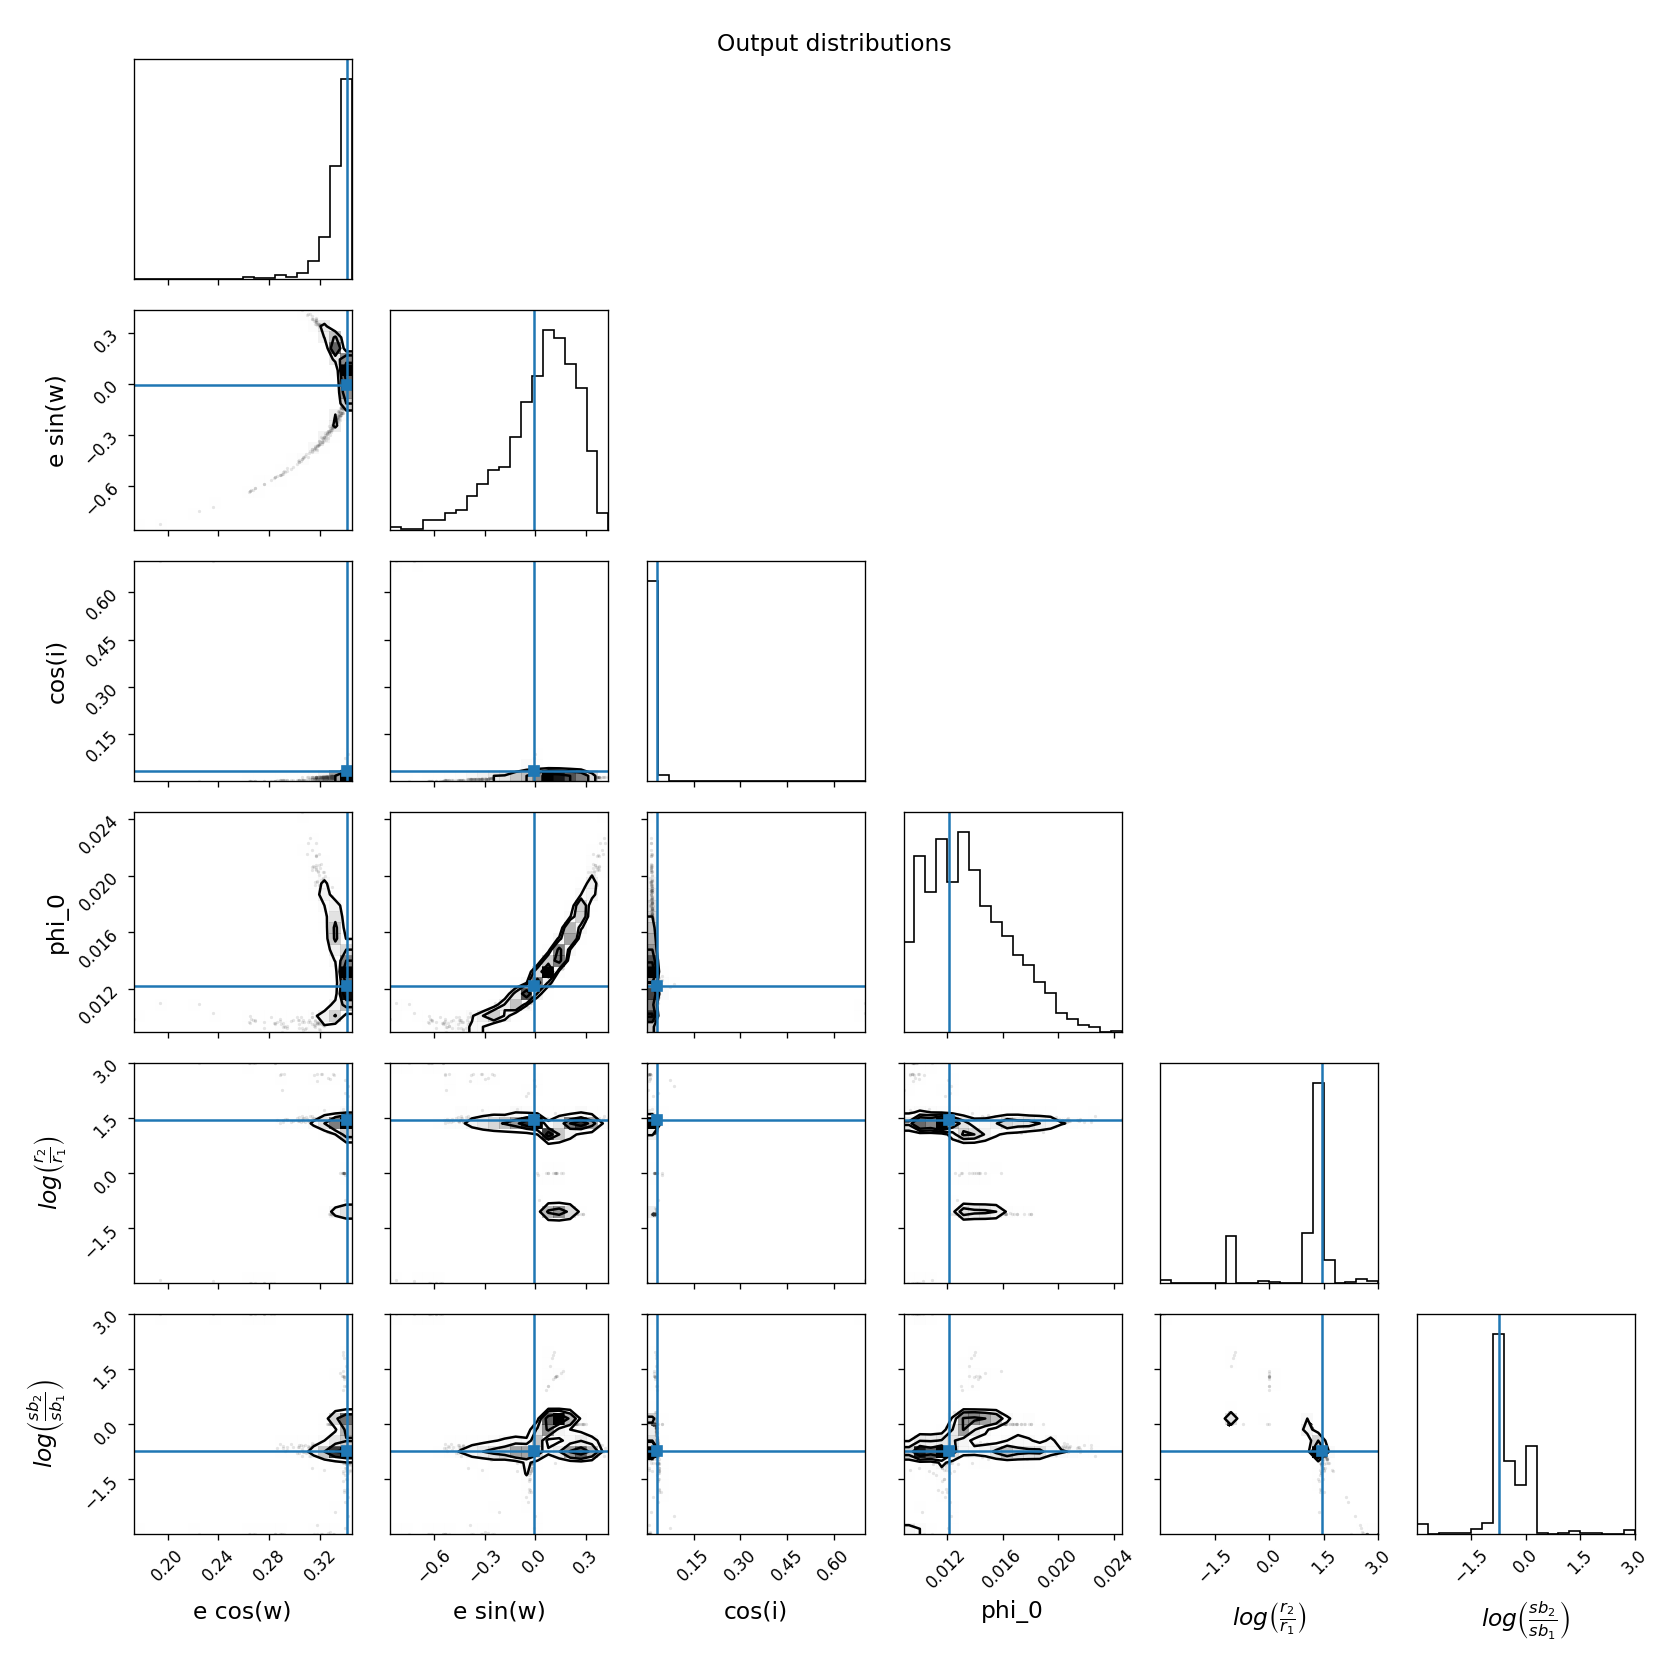 Output distributions
e sin(w)
0.3
0.0
−0.3
−0.6
cos(i)
0.60
0.45
0.30
0.15
phi_0
0.024
0.020
0.016
0.012
log(r2/r1)
3.0
1.5
0.0
−1.5
log(sb2/sb1)
3.0
1.5
0.0
−1.5
0.20 0.24 0.28 0.32 −0.6 −0.3 0.0 0.3 0.15 0.30 0.45 0.60 0.012 0.016 0.020 0.024 −1.5 0.0 1.5 3.0 −1.5 0.0 1.5 3.0
e cos(w) e sin(w) cos(i) phi_0 log(r2/r1) log(sb2/sb1)